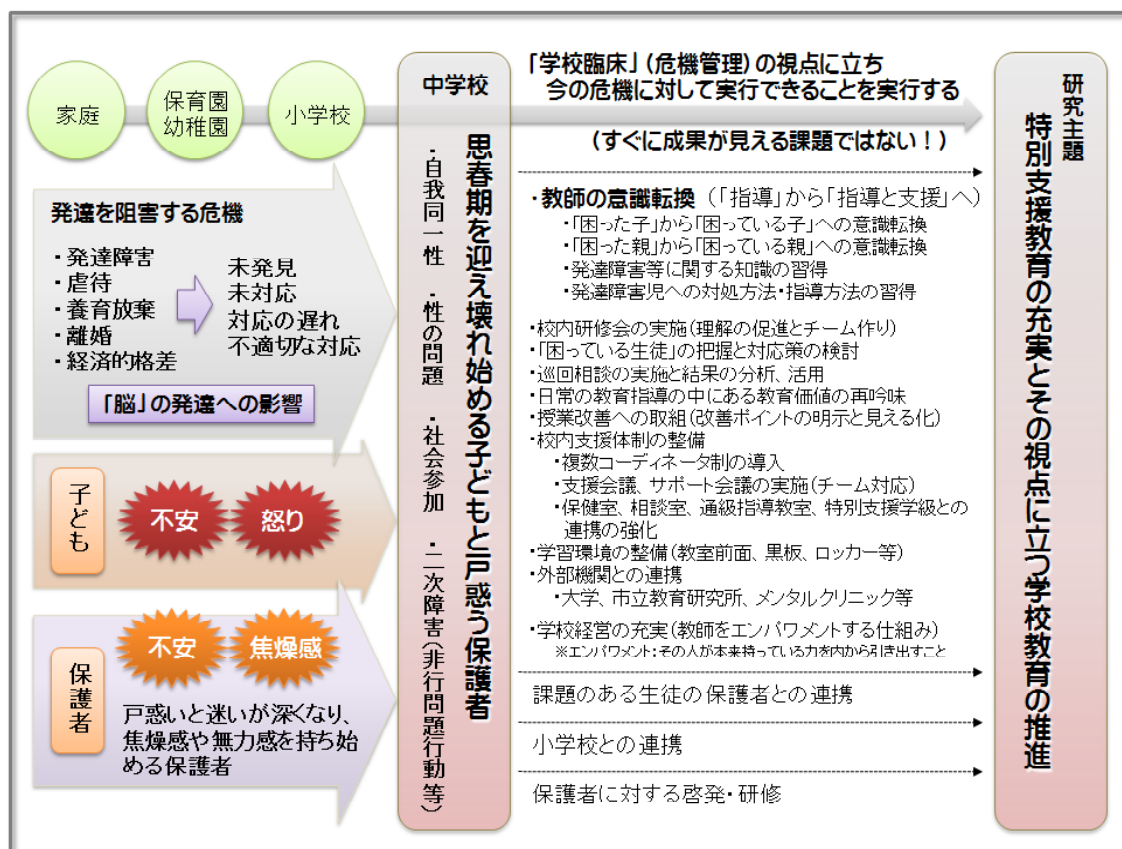 家庭
保育園
幼稚園
小学校
発達を阻害する危機
・発達障害
・虐待
・養育放棄
・離婚
・経済的格差
未発見
未対応
対応の遅れ
不適切な対応
「脳」の発達への影響
子ども
不安
怒り
保護者
不安
焦燥感
戸惑いと迷いが深くなり、
焦燥感や無力感を持ち始
める保護者
中学校
思春期を迎え壊れ始める子どもと戸惑う保護者
・自我同一性 ・性の問題 ・社会参加 ・二次障害(非行問題行動等)
「学校臨床」(危機管理)の視点に立ち
今の危機に対して実行できることを実行する
(すぐに成果が見える課題ではない!)
・教師の意識転換 (「指導」から「指導と支援」へ)
・「困った子」から「困っている子」への意識転換
・「困った親」から「困っている親」への意識転換
・発達障害等に関する知識の習得
・発達障害児への対処方法・指導方法の習得
・校内研修会の実施(理解の促進とチーム作り)
・「困っている生徒」の把握と対応策の検討
・巡回相談の実施と結果の分析、活用
・日常の教育指導の中にある教育価値の再吟味
・授業改善への取組(改善ポイントの明示と見える化)
・校内支援体制の整備
・複数コーディネータ制の導入
・支援会議、サポート会議の実施(チーム対応)
・保健室、相談室、通級指導教室、特別支援学級との
連携の強化
・学習環境の整備(教室前面、黒板、ロッカー等)
・外部機関との連携
・大学、市立教育研究所、メンタルクリニック等
・学校経営の充実(教師をエンパワメントする仕組み)
※エンパワメント:その人が本来持っている力を内から引き出すこと
課題のある生徒の保護者との連携
小学校との連携
保護者に対する啓発・研修
研究主題
特別支援教育の充実とその視点に立つ学校教育の推進